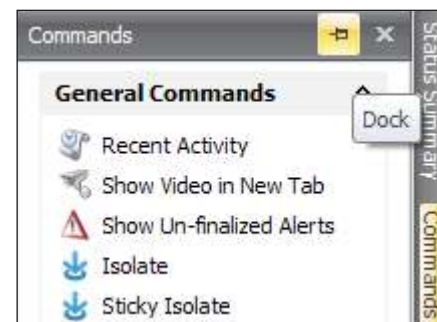 Commands
General Commands
Dock
Recent Activity
Show Video in New Tab
Show Un-finalized Alerts
Isolate
Sticky Isolate
Status Summary
Commands